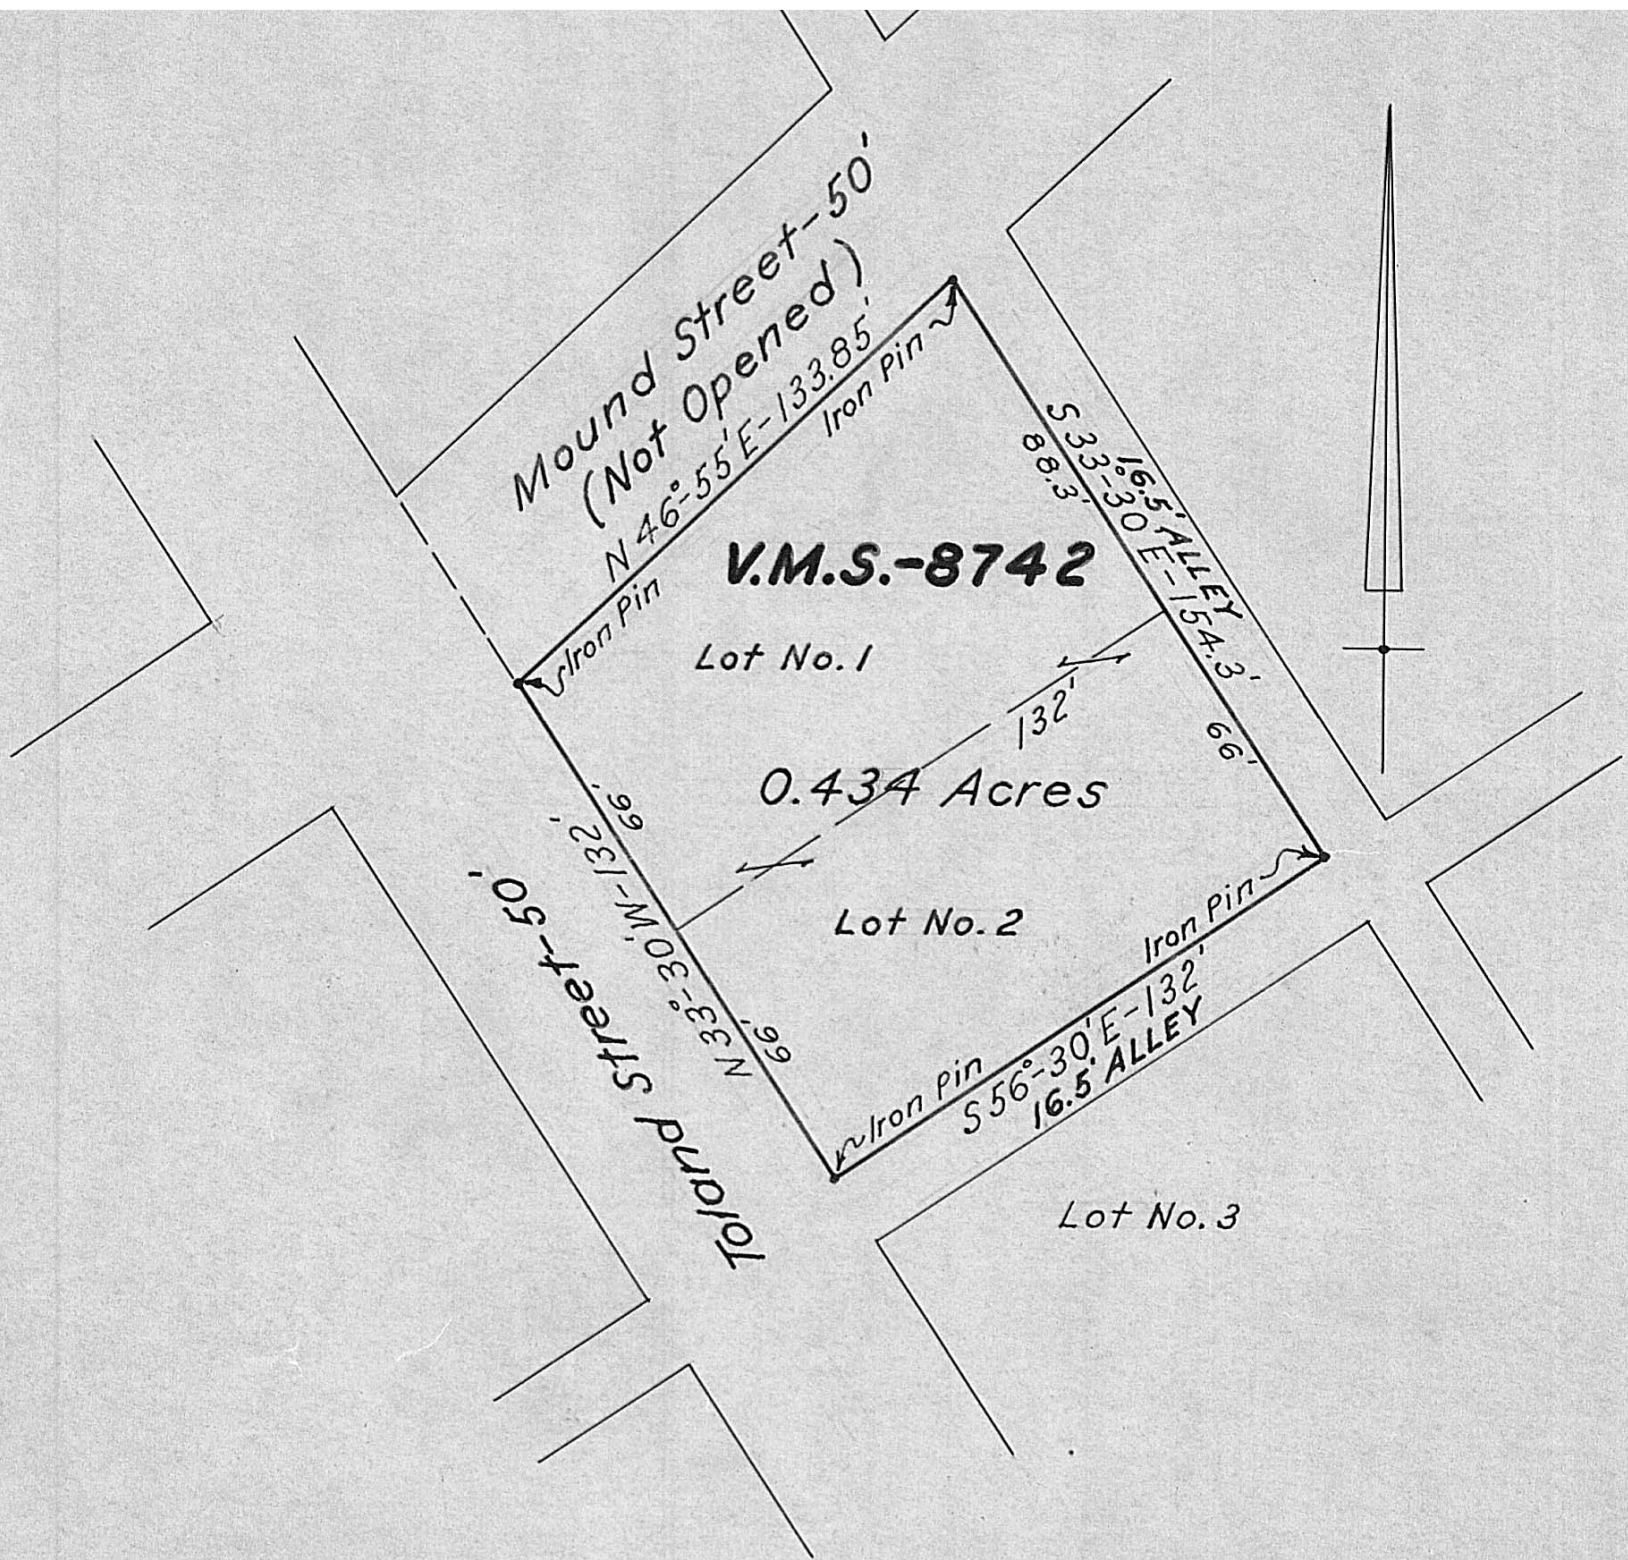 Mound Street-50'
(Not Opened)
N 46°-55' E-133.85'
Iron Pin
Iron Pin
S 33°-30' E-154.3'
16.5' ALLEY
88.3'
V.M.S.-8742
Lot No. 1
132'
66'
0.434 Acres
66'
N 33°-30' W-132'
Toland Street-50'
66'
Lot No. 2
Iron Pin
Iron Pin
S 56°-30' E-132'
16.5' ALLEY
Lot No. 3